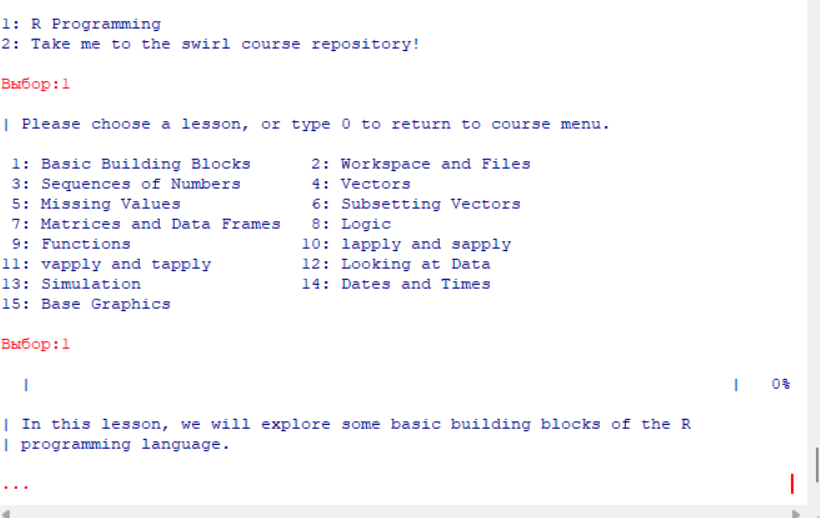 1: R Programming
2: Take me to the swirl course repository!
Выбор:1
| Please choose a lesson, or type 0 to return to course menu.
1: Basic Building Blocks 2: Workspace and Files
3: Sequences of Numbers 4: Vectors
5: Missing Values 6: Subsetting Vectors
7: Matrices and Data Frames 8: Logic
9: Functions 10: lapply and sapply
11: vapply and tapply 12: Looking at Data
13: Simulation 14: Dates and Times
15: Base Graphics
Выбор:1
| | 0%
| In this lesson, we will explore some basic building blocks of the R
| programming language.
...